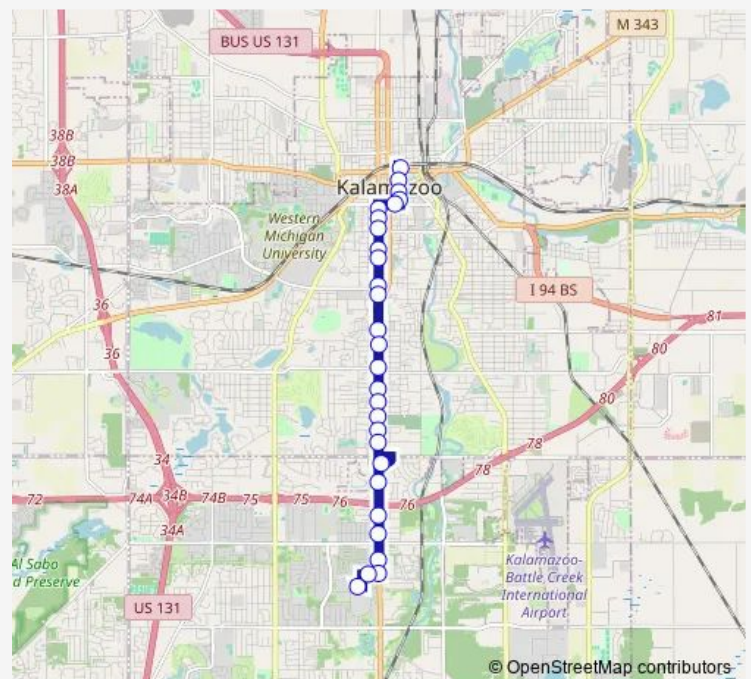 M 343
BUS US 131
38B
38B
38A
Kalamazoo
Western
Michigan
University
I 94 BS
36
36
81
80
80
34
78
78
72
74A
34B
74B
75
75
76
76
34A
Al Sabo
d Preserve
US 131
Kalamazoo-
Battle Creek
International
Airport
© OpenStreetMap contributors